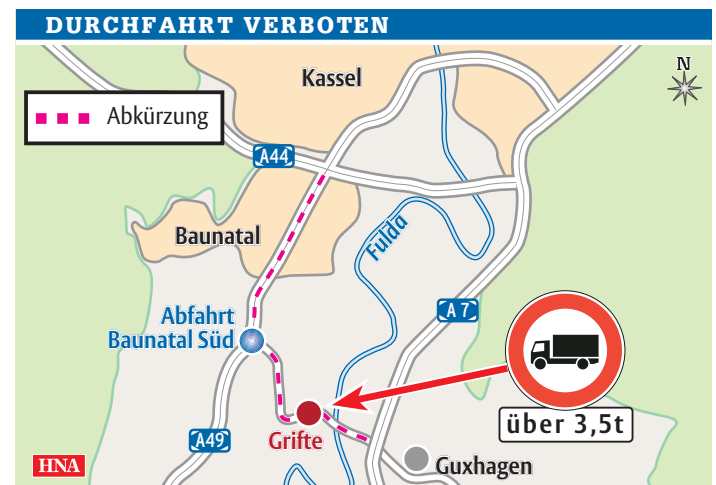 DURCHFAHRT VERBOTEN
Kassel
N
Abkürzung
A44
Baunatal
Fulda
Abfahrt
Baunatal Süd
A 7
über 3,5t
A49
Grifte
HNA
Guxhagen